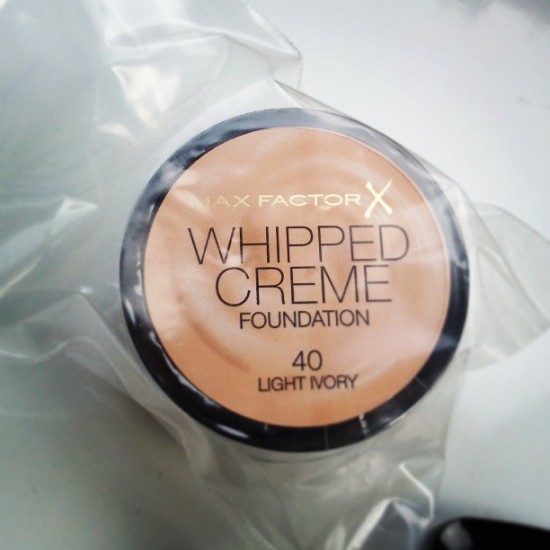 MAX FACTOR X
WHIPPED
CREME
FOUNDATION
40
LIGHT IVORY